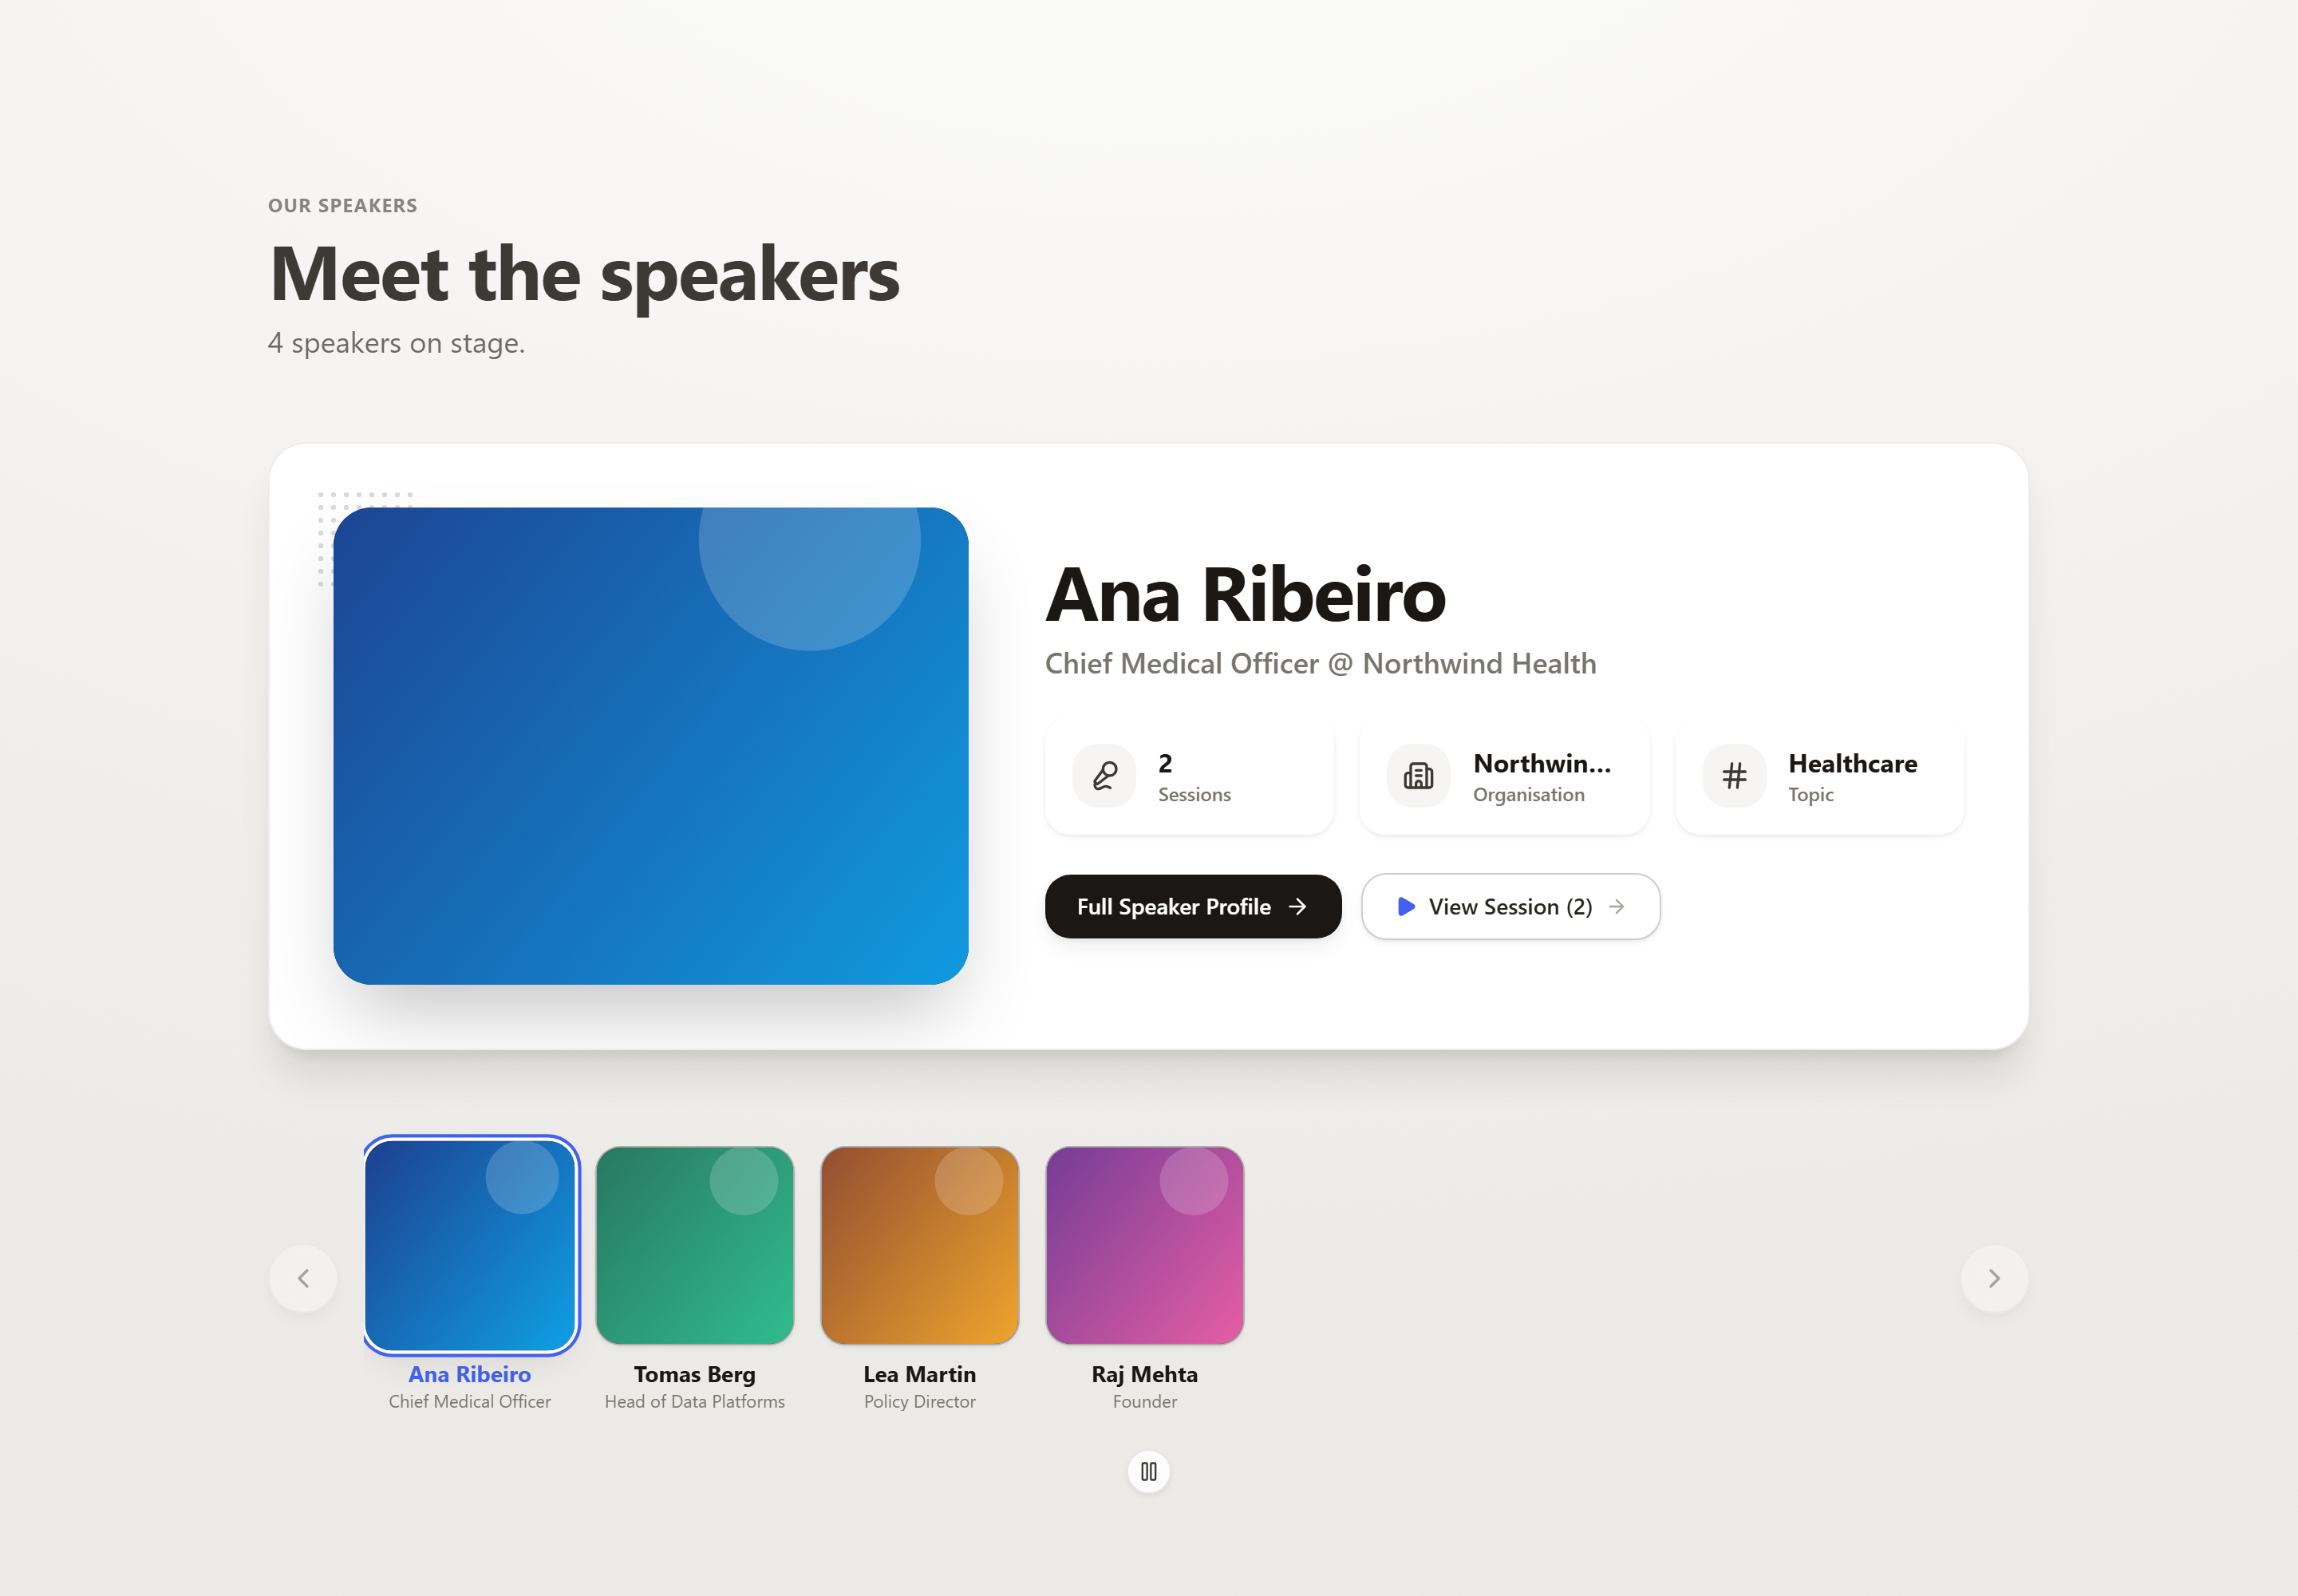 OUR SPEAKERS
Meet the speakers
4 speakers on stage.
Ana Ribeiro
Chief Medical Officer @ Northwind Health
2
Sessions
Northwin...
Organisation
Healthcare
Topic
Full Speaker Profile
View Session (2)
Ana Ribeiro
Chief Medical Officer
Tomas Berg
Head of Data Platforms
Lea Martin
Policy Director
Raj Mehta
Founder